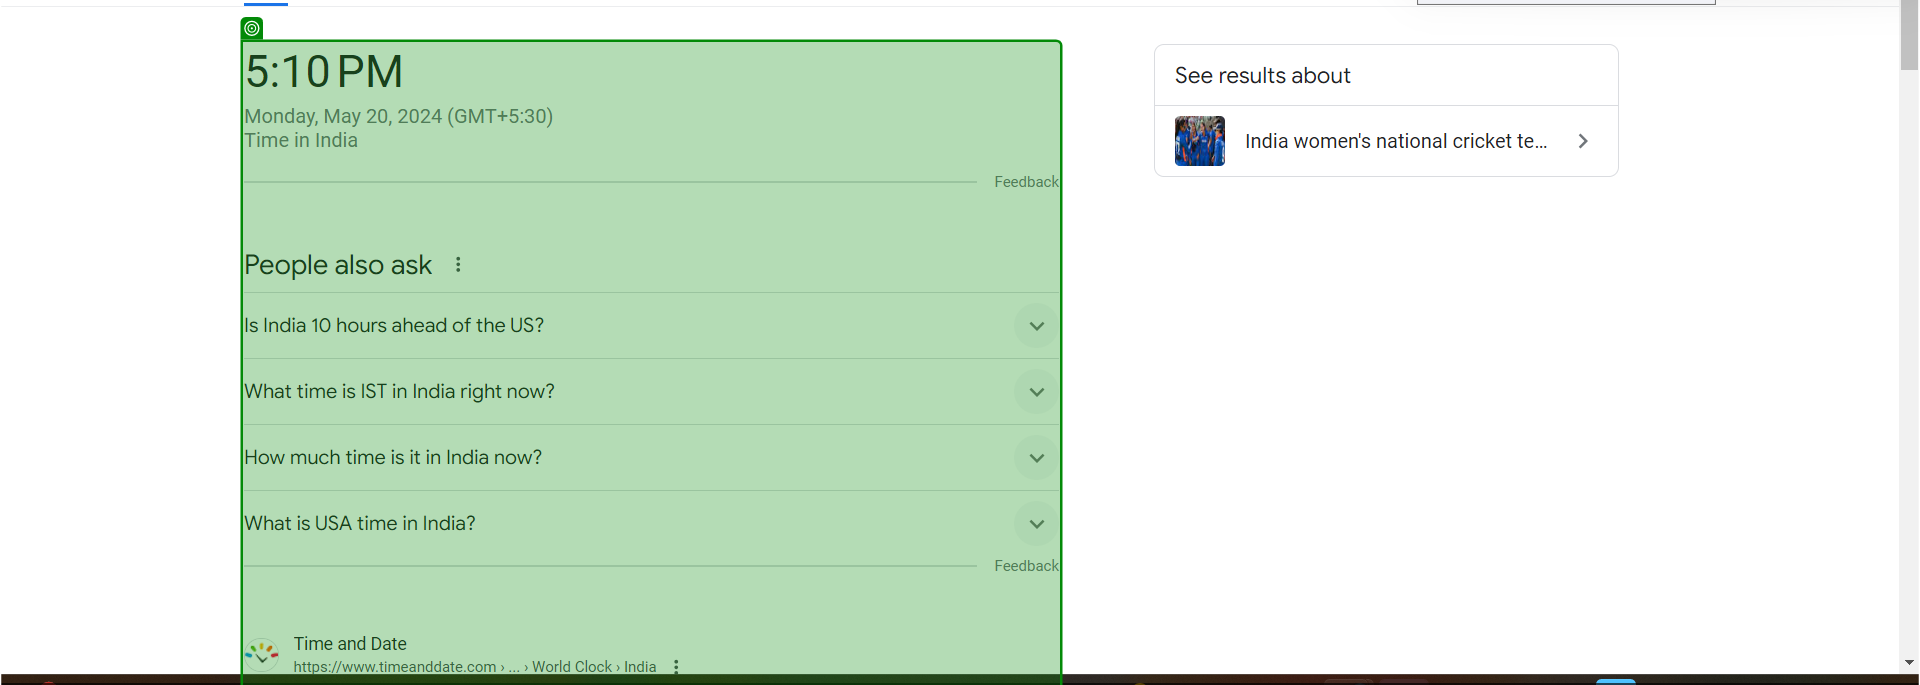 5:10 PM
Monday, May 20, 2024 (GMT+5:30)
Time in India
Feedback
People also ask
Is India 10 hours ahead of the US?
What time is IST in India right now?
How much time is it in India now?
What is USA time in India?
Feedback
Time and Date
https://www.timeanddate.com › ... › World Clock › India
See results about
India women's national cricket te...